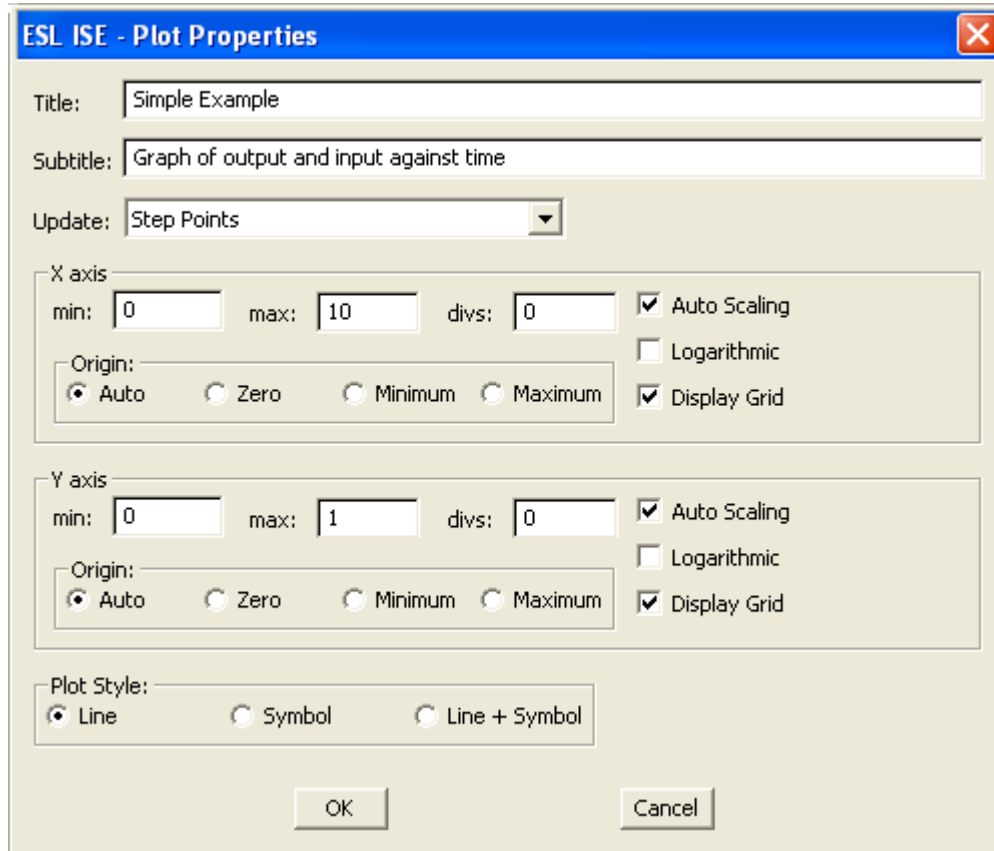 ESL ISE - Plot Properties
Title: Simple Example
Subtitle: Graph of output and input against time
Update: Step Points
X axis
min: 0 max: 10 divs: 0 Auto Scaling
Logarithmic
Origin:
Auto Zero Minimum Maximum Display Grid
Y axis
min: 0 max: 1 divs: 0 Auto Scaling
Logarithmic
Origin:
Auto Zero Minimum Maximum Display Grid
Plot Style:
Line Symbol Line + Symbol
OK Cancel